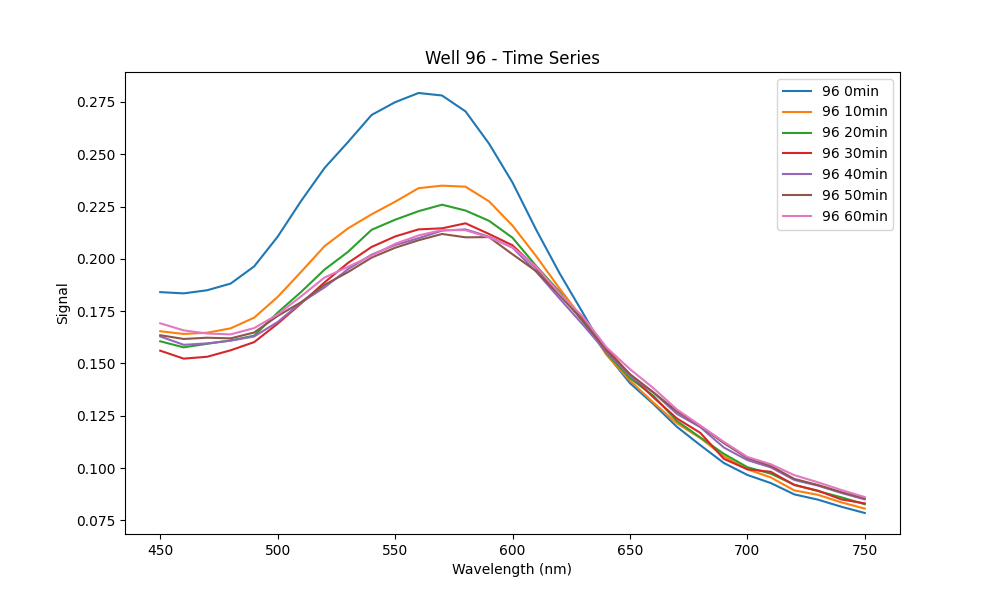 Well 96 - Time Series
96 0min
96 10min
96 20min
96 30min
96 40min
96 50min
96 60min
Signal
0.275
0.250
0.225
0.200
0.175
0.150
0.125
0.100
0.075
450 500 550 600 650 700 750
Wavelength (nm)